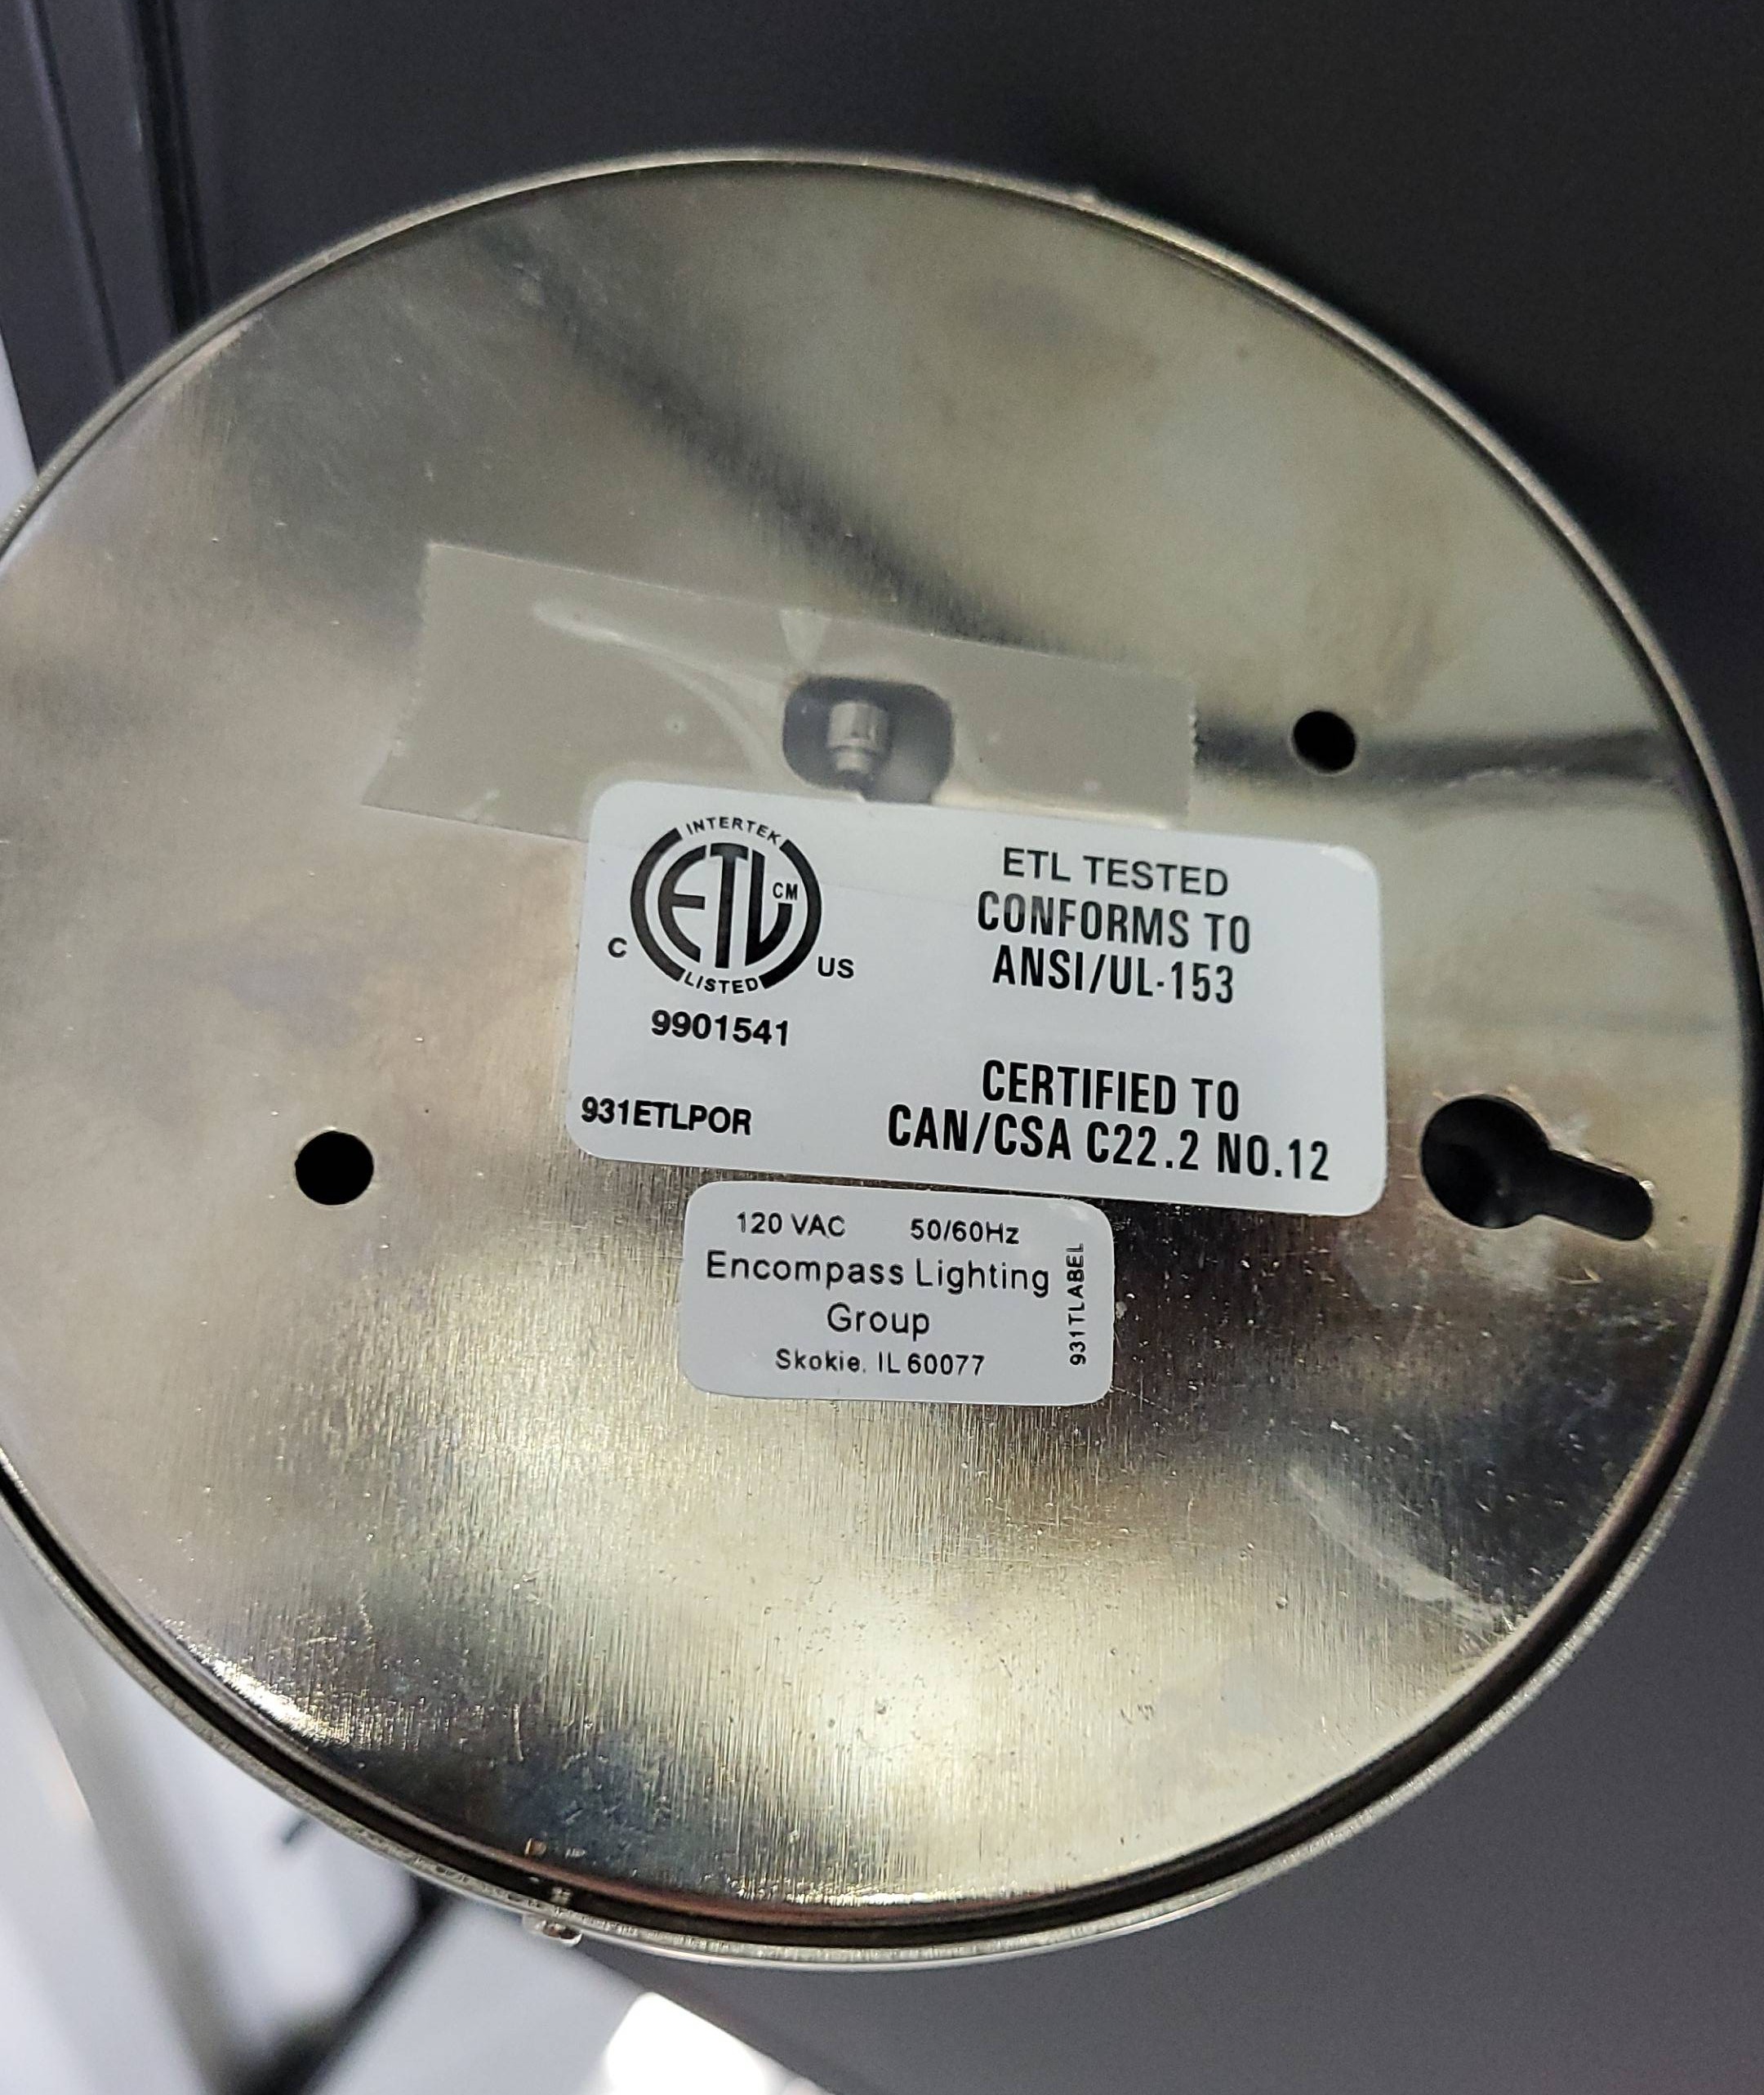 INTERTEK
ETL CM
C US
LISTED
9901541
931ETLPOR
ETL TESTED
CONFORMS TO
ANSI/UL-153
CERTIFIED TO
CAN/CSA C22.2 NO.12
120 VAC 50/60Hz
Encompass Lighting
Group
Skokie, IL 60077
931TLABEL